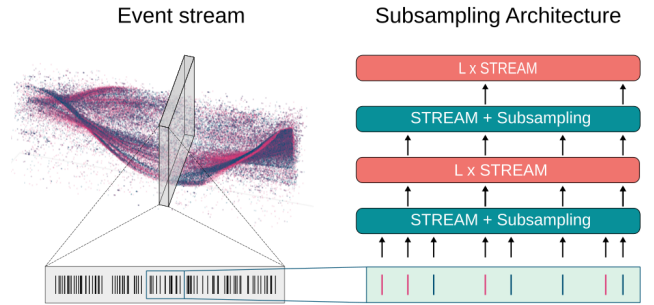 Event stream
Subsampling Architecture
L x STREAM
STREAM + Subsampling
L x STREAM
STREAM + Subsampling